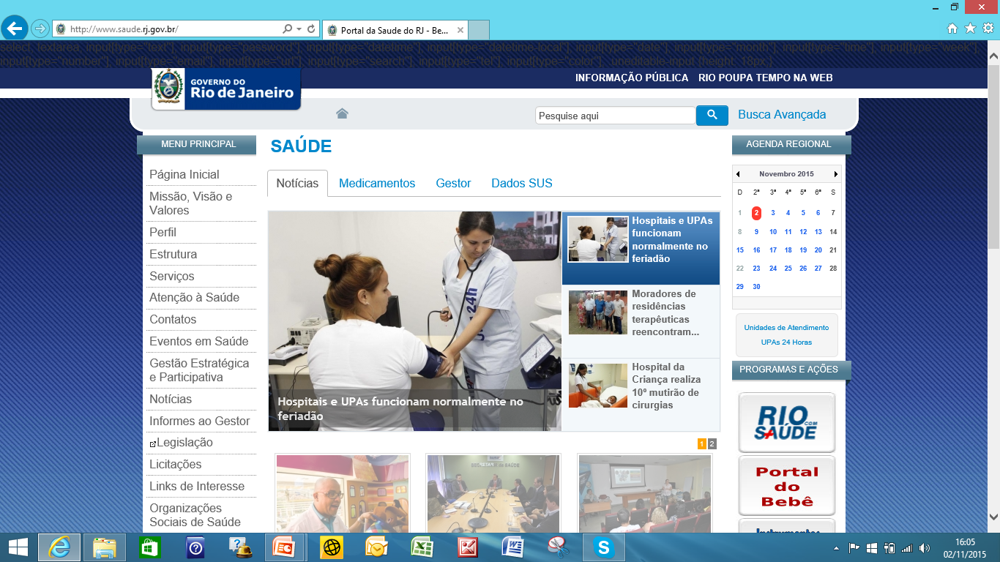 http://www.saude.rj.gov.br/
Portal da Saude do RJ - Be...
select, textarea, input[type="text"], input[type="password"], input[type="datetime"], input[type="datetime-local"], input[type="date"], input[type="month"], input[type="time"], input[type="week"],
input[type="number"], input[type="email"], input[type="url"], input[type="search"], input[type="tel"], input[type="color"], .uneditable-input {height: 18px;}
GOVERNO DO
Rio de Janeiro
INFORMAÇÃO PÚBLICA RIO POUPA TEMPO NA WEB
Pesquise aqui
Busca Avançada
MENU PRINCIPAL
Página Inicial
Missão, Visão e
Valores
Perfil
Estrutura
Serviços
Atenção à Saúde
Contatos
Eventos em Saúde
Gestão Estratégica
e Participativa
Notícias
Informes ao Gestor
Legislação
Licitações
Links de Interesse
Organizações
Sociais de Saúde
SAÚDE
Notícias Medicamentos Gestor Dados SUS
24h
Hospitais e UPAs funcionam normalmente no
feriadão
Hospitais e UPAs
funcionam
normalmente no
feriadão
Moradores de
residências
terapêuticas
reencontram...
Hospital da
Criança realiza
10º mutirão de
cirurgias
1 2
AGENDA REGIONAL
Novembro 2015
D 2ª 3ª 4ª 5ª 6ª S
1 2 3 4 5 6 7
8 9 10 11 12 13 14
15 16 17 18 19 20 21
22 23 24 25 26 27 28
29 30
Unidades de Atendimento
UPAs 24 Horas
PROGRAMAS E AÇÕES
RIO COM
SAÚDE
Portal
do
Bebê
Instrumentos
16:05
02/11/2015